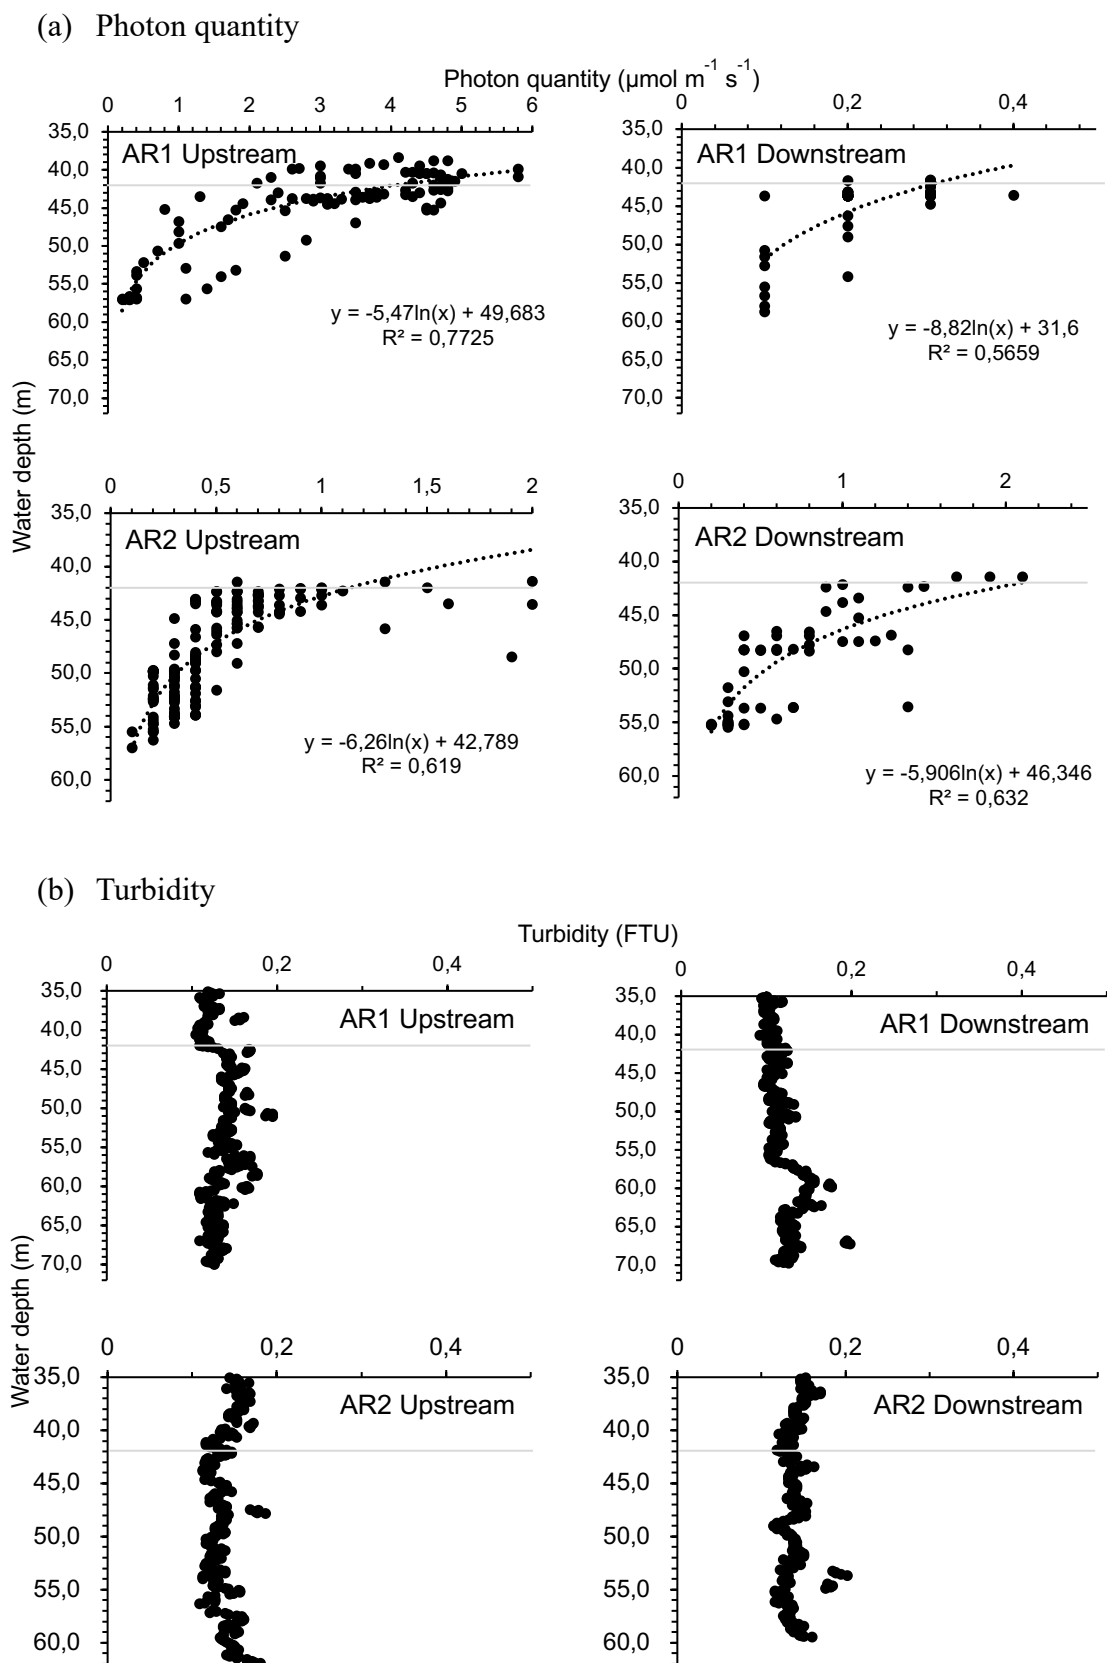 (a) Photon quantity
Photon quantity (µmol m⁻¹ s⁻¹)
0 1 2 3 4 5 6
0 0,2 0,4
35,0
40,0
45,0
50,0
55,0
60,0
65,0
70,0
AR1 Upstream
y = -5,47ln(x) + 49,683
R² = 0,7725
35,0
40,0
45,0
50,0
55,0
60,0
65,0
70,0
AR1 Downstream
y = -8,82ln(x) + 31,6
R² = 0,5659
Water depth (m)
0 0,5 1 1,5 2
0 1 2
35,0
40,0
45,0
50,0
55,0
60,0
AR2 Upstream
y = -6,26ln(x) + 42,789
R² = 0,619
35,0
40,0
45,0
50,0
55,0
60,0
AR2 Downstream
y = -5,906ln(x) + 46,346
R² = 0,632
(b) Turbidity
Turbidity (FTU)
0 0,2 0,4
0 0,2 0,4
35,0
40,0
45,0
50,0
55,0
60,0
65,0
70,0
AR1 Upstream
35,0
40,0
45,0
50,0
55,0
60,0
65,0
70,0
AR1 Downstream
Water depth (m)
0 0,2 0,4
0 0,2 0,4
35,0
40,0
45,0
50,0
55,0
60,0
AR2 Upstream
35,0
40,0
45,0
50,0
55,0
60,0
AR2 Downstream